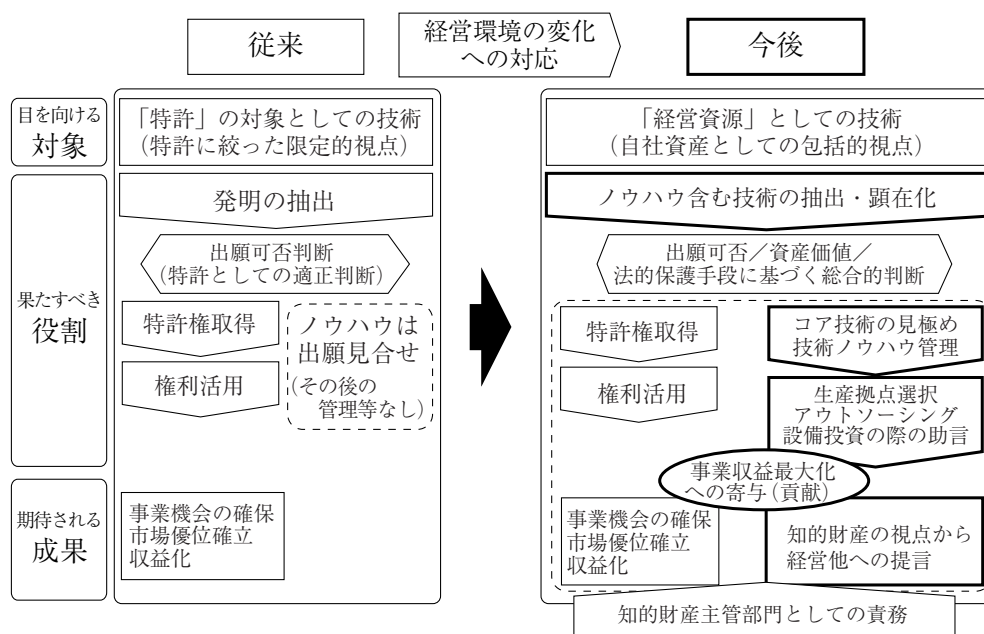 従来
経営環境の変化
への対応
今後
目を向ける
対象
「特許」の対象としての技術
(特許に絞った限定的視点)
「経営資源」としての技術
(自社資産としての包括的視点)
果たすべき
役割
発明の抽出
出願可否判断
(特許としての適正判断)
特許権取得
権利活用
ノウハウは
出願見合せ
(その後の
管理等なし)
ノウハウ含む技術の抽出・顕在化
出願可否/資産価値/
法的保護手段に基づく総合的判断
特許権取得
権利活用
コア技術の見極め
技術ノウハウ管理
生産拠点選択
アウトソーシング
設備投資の際の助言
事業収益最大化
への寄与(貢献)
期待される
成果
事業機会の確保
市場優位確立
収益化
事業機会の確保
市場優位確立
収益化
知的財産の視点から
経営他への提言
知的財産主管部門としての責務